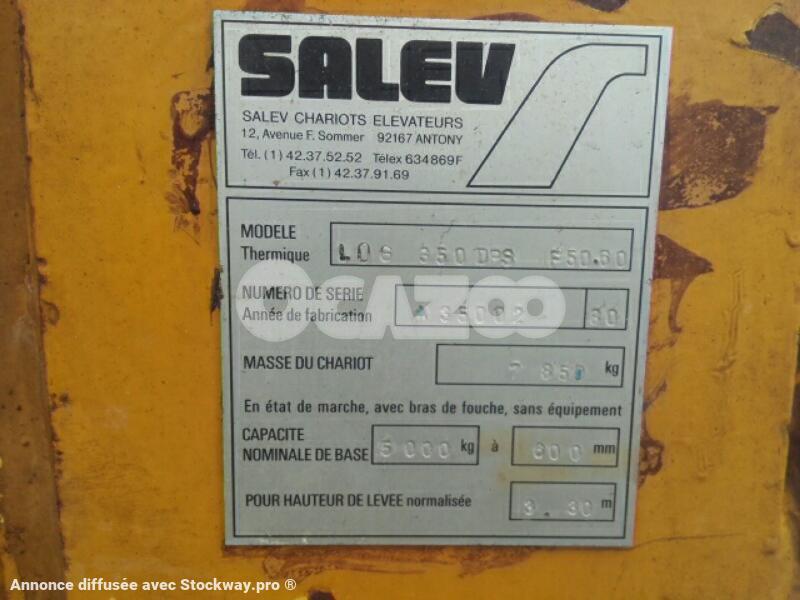 SALEV
SALEV CHARIOTS ELEVATEURS
12, Avenue F. Sommer 92167 ANTONY
Tél. (1) 42.37.52.52 Télex 634869F
Fax (1) 42.37.91.69
MODELE
Thermique
NUMERO DE SERIE
Année de fabrication
OCAZOO
MASSE DU CHARIOT kg
En état de marche, avec bras de fouche, sans équipement
CAPACITE
NOMINALE DE BASE 5000 kg à 600 mm
POUR HAUTEUR DE LEVEE normalisée 3.30 m
Annonce diffusée avec Stockway.pro ®